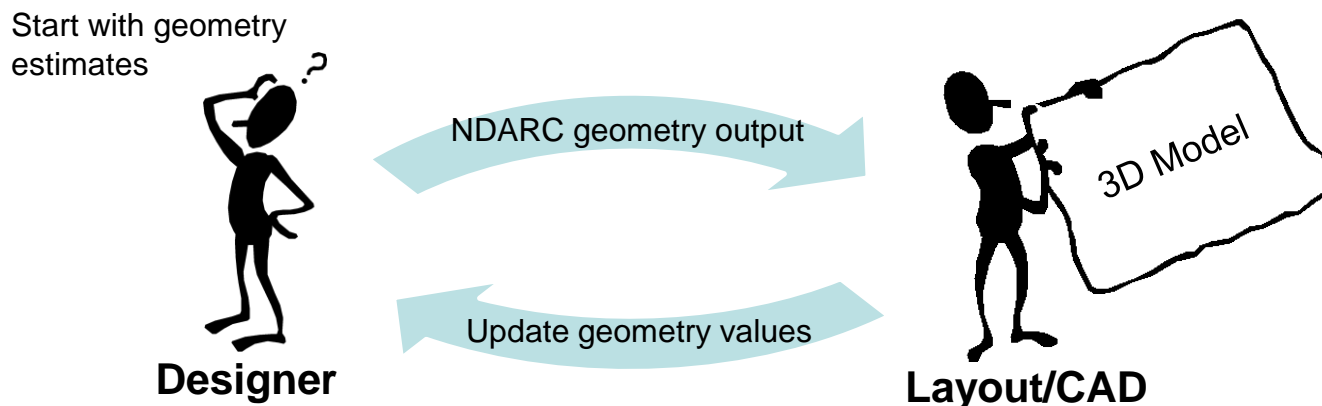 Start with geometry
estimates
?
NDARC geometry output
3D Model
Update geometry values
Designer
Layout/CAD